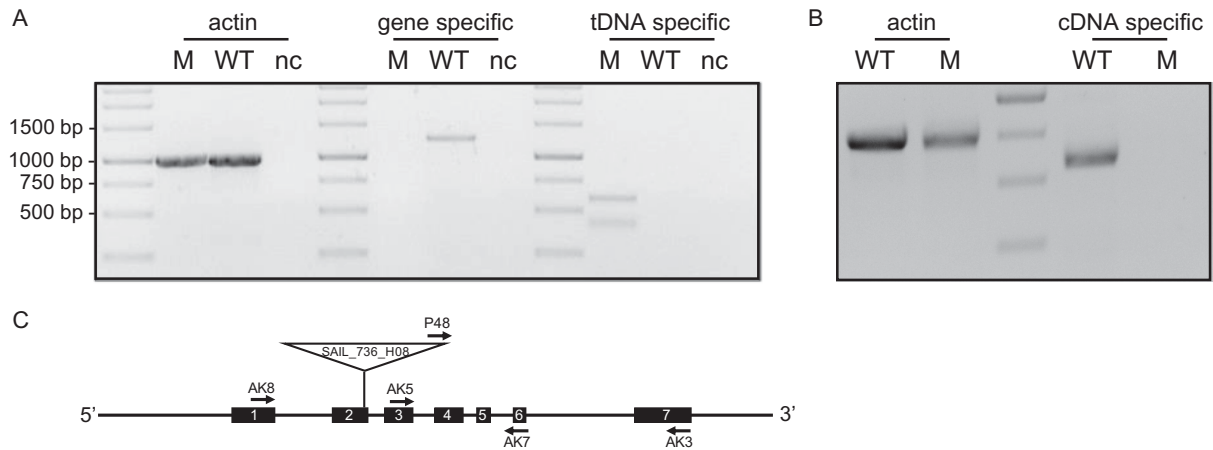 A
actin gene specific tDNA specific
M WT nc M WT nc M WT nc
1500 bp
1000 bp
750 bp
500 bp
B
actin cDNA specific
WT M WT M
C
P48
SAIL_736_H08
AK8 AK5
5’ 1 2 3 4 5 6 7 3’
AK7 AK3